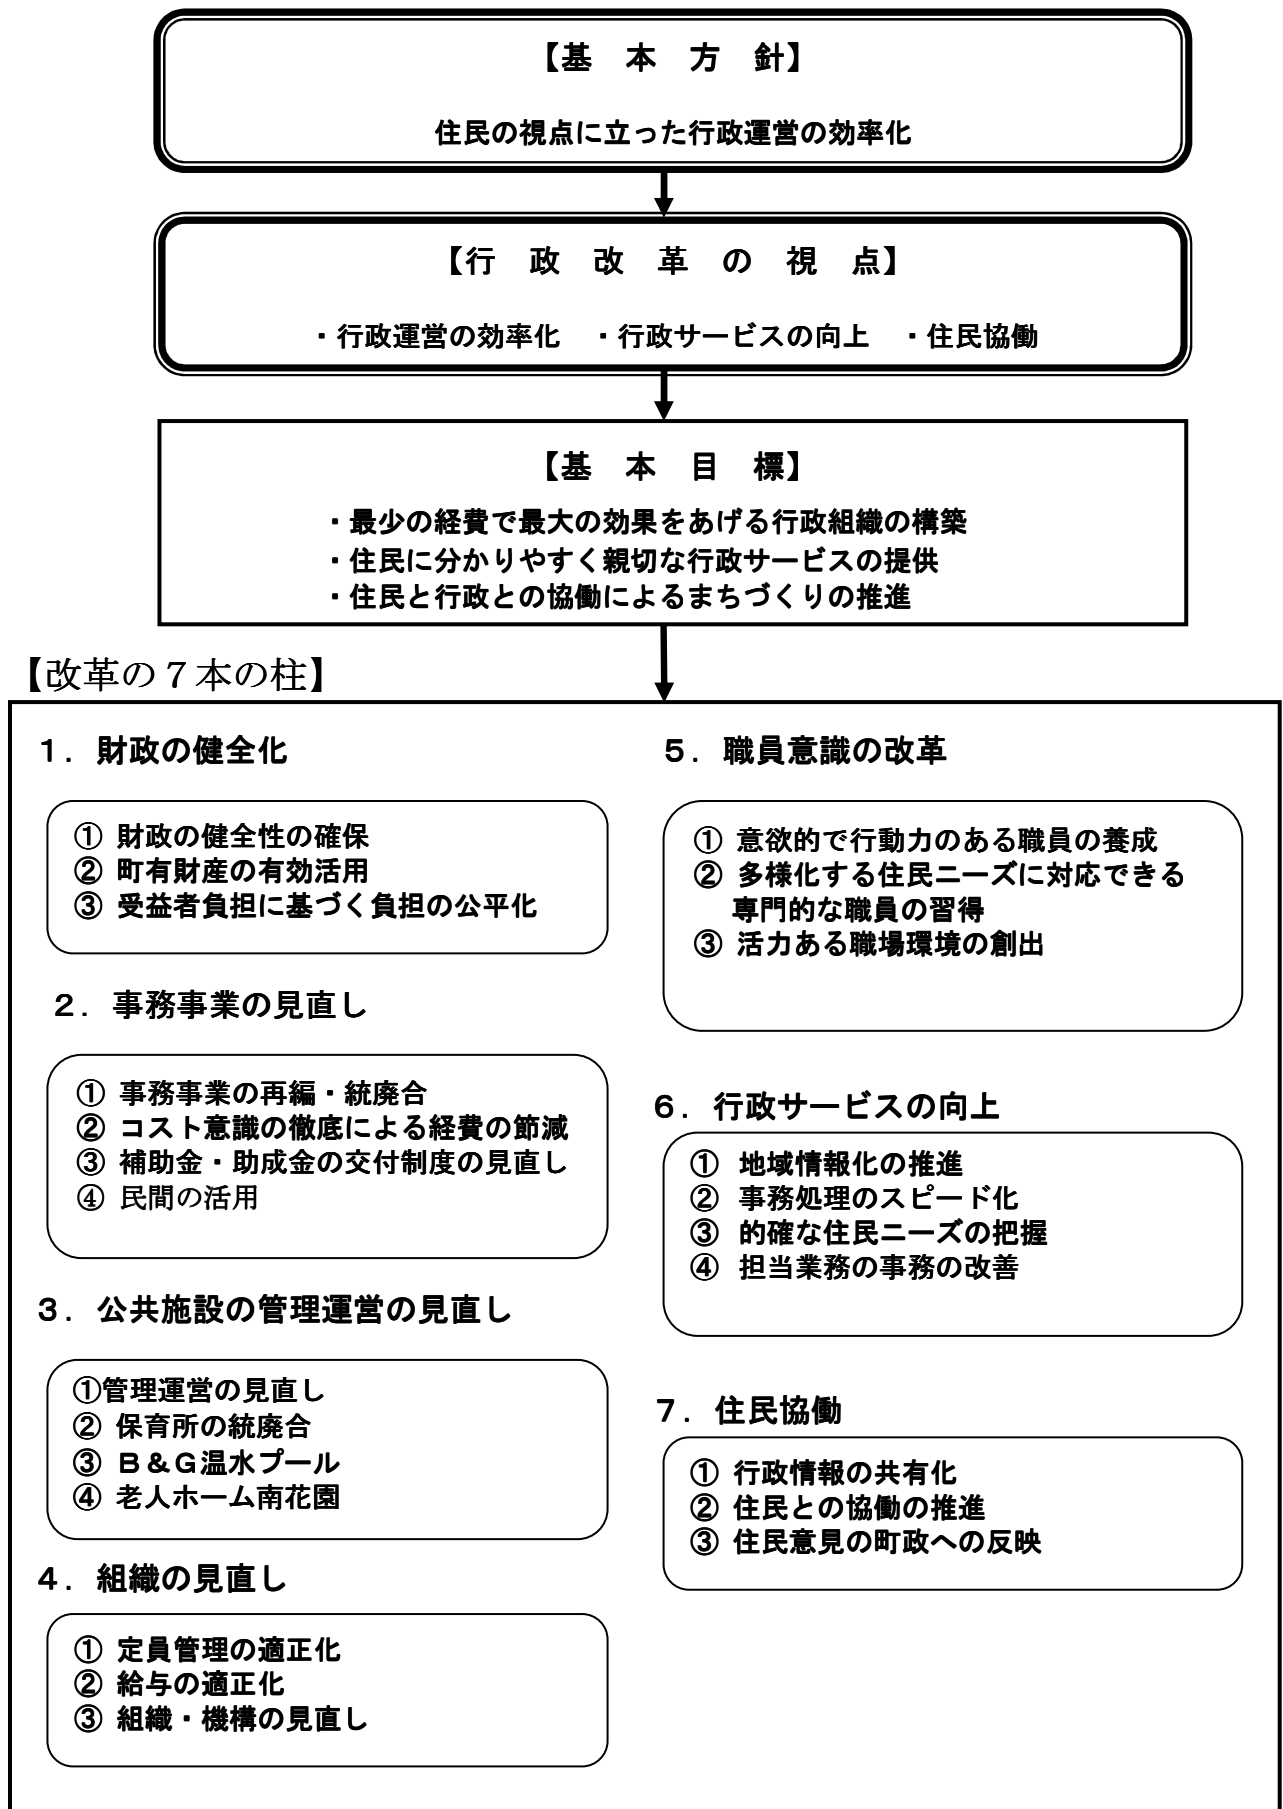 【基　本　方　針】
住民の視点に立った行政運営の効率化
【行　政　改　革　の　視　点】
・行政運営の効率化　・行政サービスの向上　・住民協働
【基　本　目　標】
・最少の経費で最大の効果をあげる行政組織の構築
・住民に分かりやすく親切な行政サービスの提供
・住民と行政との協働によるまちづくりの推進
【改革の７本の柱】
１．財政の健全化
① 財政の健全性の確保
② 町有財産の有効活用
③ 受益者負担に基づく負担の公平化
２．事務事業の見直し
① 事務事業の再編・統廃合
② コスト意識の徹底による経費の節減
③ 補助金・助成金の交付制度の見直し
④ 民間の活用
３．公共施設の管理運営の見直し
①管理運営の見直し
② 保育所の統廃合
③ Ｂ＆Ｇ温水プール
④ 老人ホーム南花園
４．組織の見直し
① 定員管理の適正化
② 給与の適正化
③ 組織・機構の見直し
５．職員意識の改革
① 意欲的で行動力のある職員の養成
② 多様化する住民ニーズに対応できる
専門的な職員の習得
③ 活力ある職場環境の創出
６．行政サービスの向上
① 地域情報化の推進
② 事務処理のスピード化
③ 的確な住民ニーズの把握
④ 担当業務の事務の改善
７．住民協働
① 行政情報の共有化
② 住民との協働の推進
③ 住民意見の町政への反映